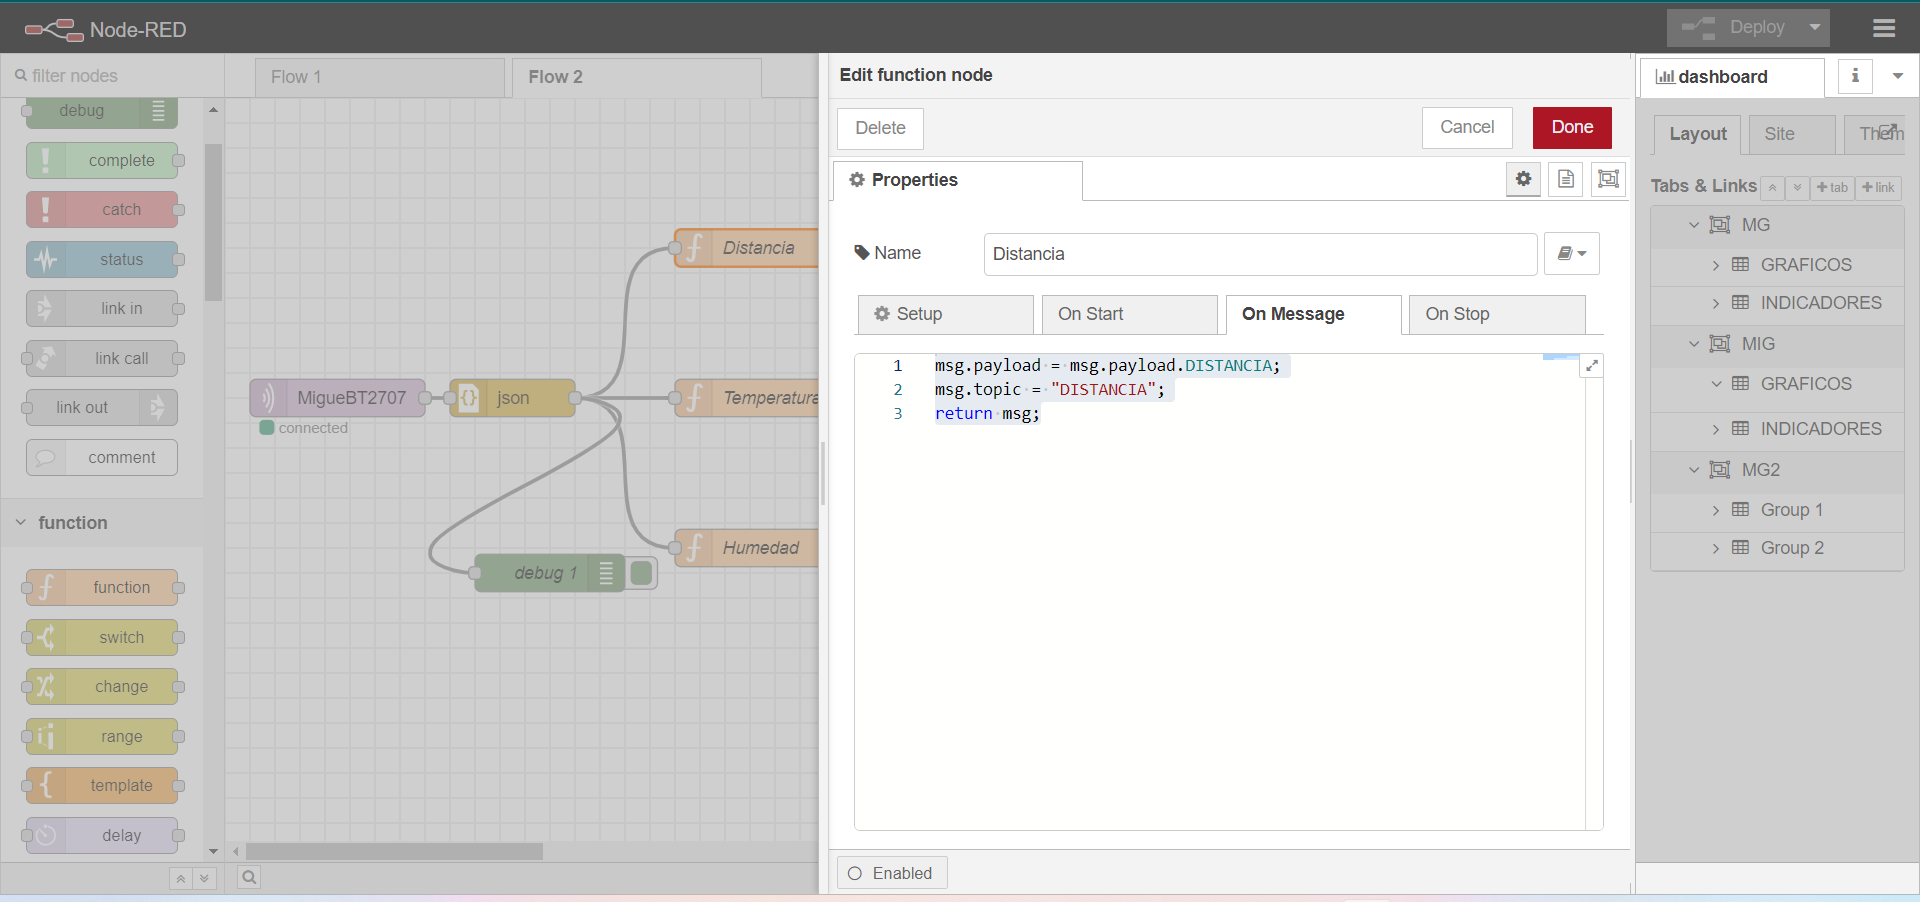 Node-RED
Deploy
filter nodes
debug
complete
catch
status
link in
link call
link out
comment
function
function
switch
change
range
template
delay
Flow 1
Flow 2
MigueBT2707
connected
json
Distancia
Temperatura
Humedad
debug 1
Edit function node
Delete
Cancel
Done
Properties
Name
Distancia
Setup
On Start
On Message
On Stop
1 msg.payload = msg.payload.DISTANCIA;
2 msg.topic = "DISTANCIA";
3 return msg;
Enabled
dashboard
i
Layout
Site
Them
Tabs & Links
+tab
+link
MG
GRAFICOS
INDICADORES
MIG
GRAFICOS
INDICADORES
MG2
Group 1
Group 2